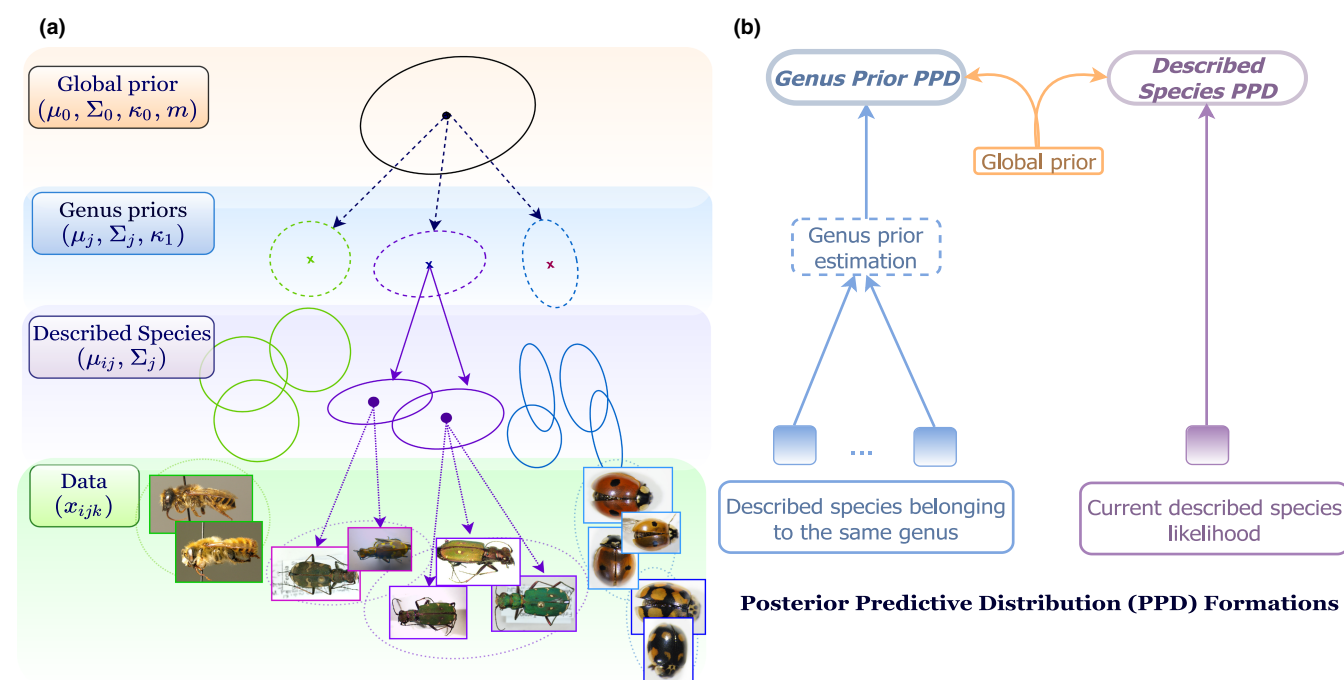 (a)
Global prior
(μ₀, Σ₀, κ₀, m)
Genus priors
(μⱼ, Σⱼ, κ₁)
x
x
x
Described Species
(μᵢⱼ, Σⱼ)
Data
(xᵢⱼₖ)
(b)
Genus Prior PPD
Described
Species PPD
Global prior
Genus prior
estimation
...
Described species belonging
to the same genus
Current described species
likelihood
Posterior Predictive Distribution (PPD) Formations